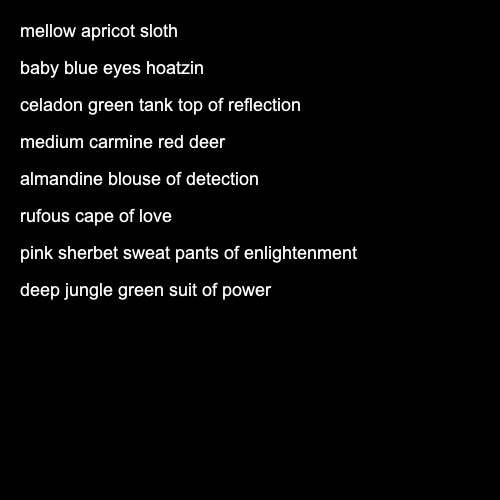 mellow apricot sloth
baby blue eyes hoatzin
celadon green tank top of reflection
medium carmine red deer
almandine blouse of detection
rufous cape of love
pink sherbet sweat pants of enlightenment
deep jungle green suit of power